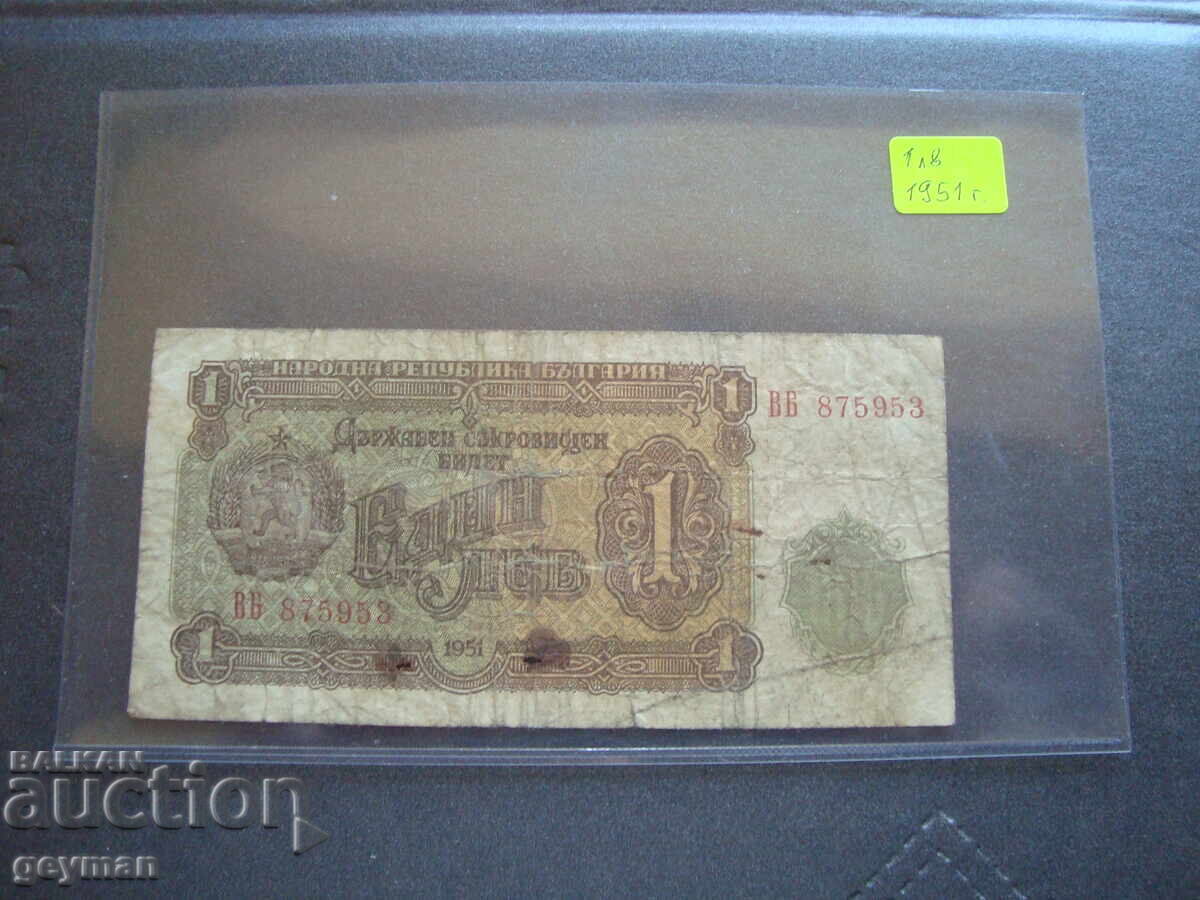 1 лв
1951 г.
НАРОДНА РЕПУБЛИКА БЪЛГАРИЯ
1
1
ВБ 875953
Държавен съкровищен
билет
Един
Лев
1
ВБ 875953
1
1951
1
BALKAN
auction
geyman